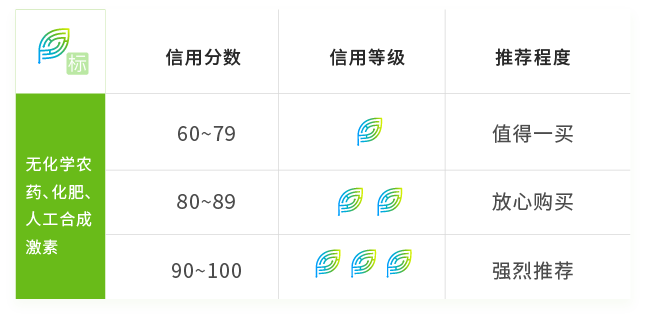 标
信用分数 信用等级 推荐程度
60~79 值得一买
无化学农
药、化肥、
人工合成
激素
80~89 放心购买
90~100 强烈推荐